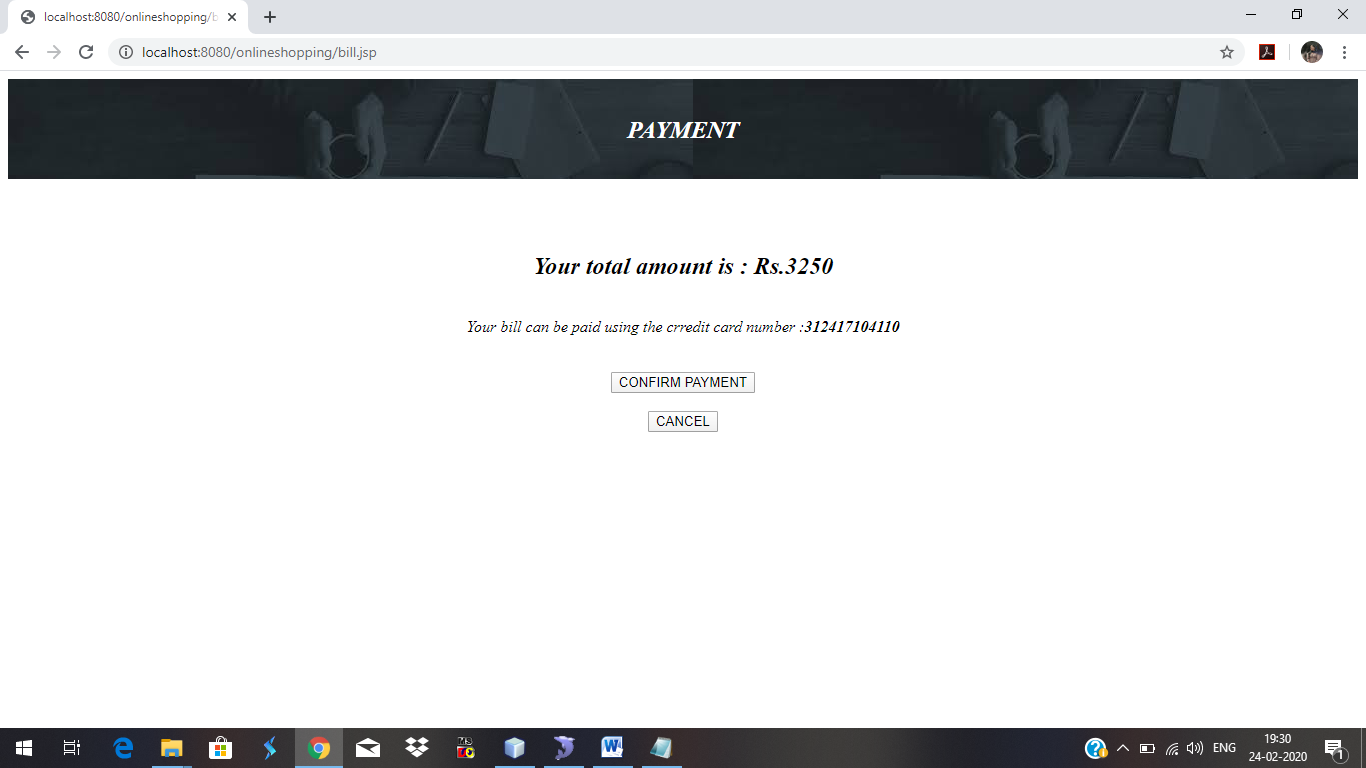 localhost:8080/onlineshopping/b
localhost:8080/onlineshopping/bill.jsp
PAYMENT
Your total amount is : Rs.3250
Your bill can be paid using the crredit card number :312417104110
CONFIRM PAYMENT
CANCEL
ENG
19:30
24-02-2020
1